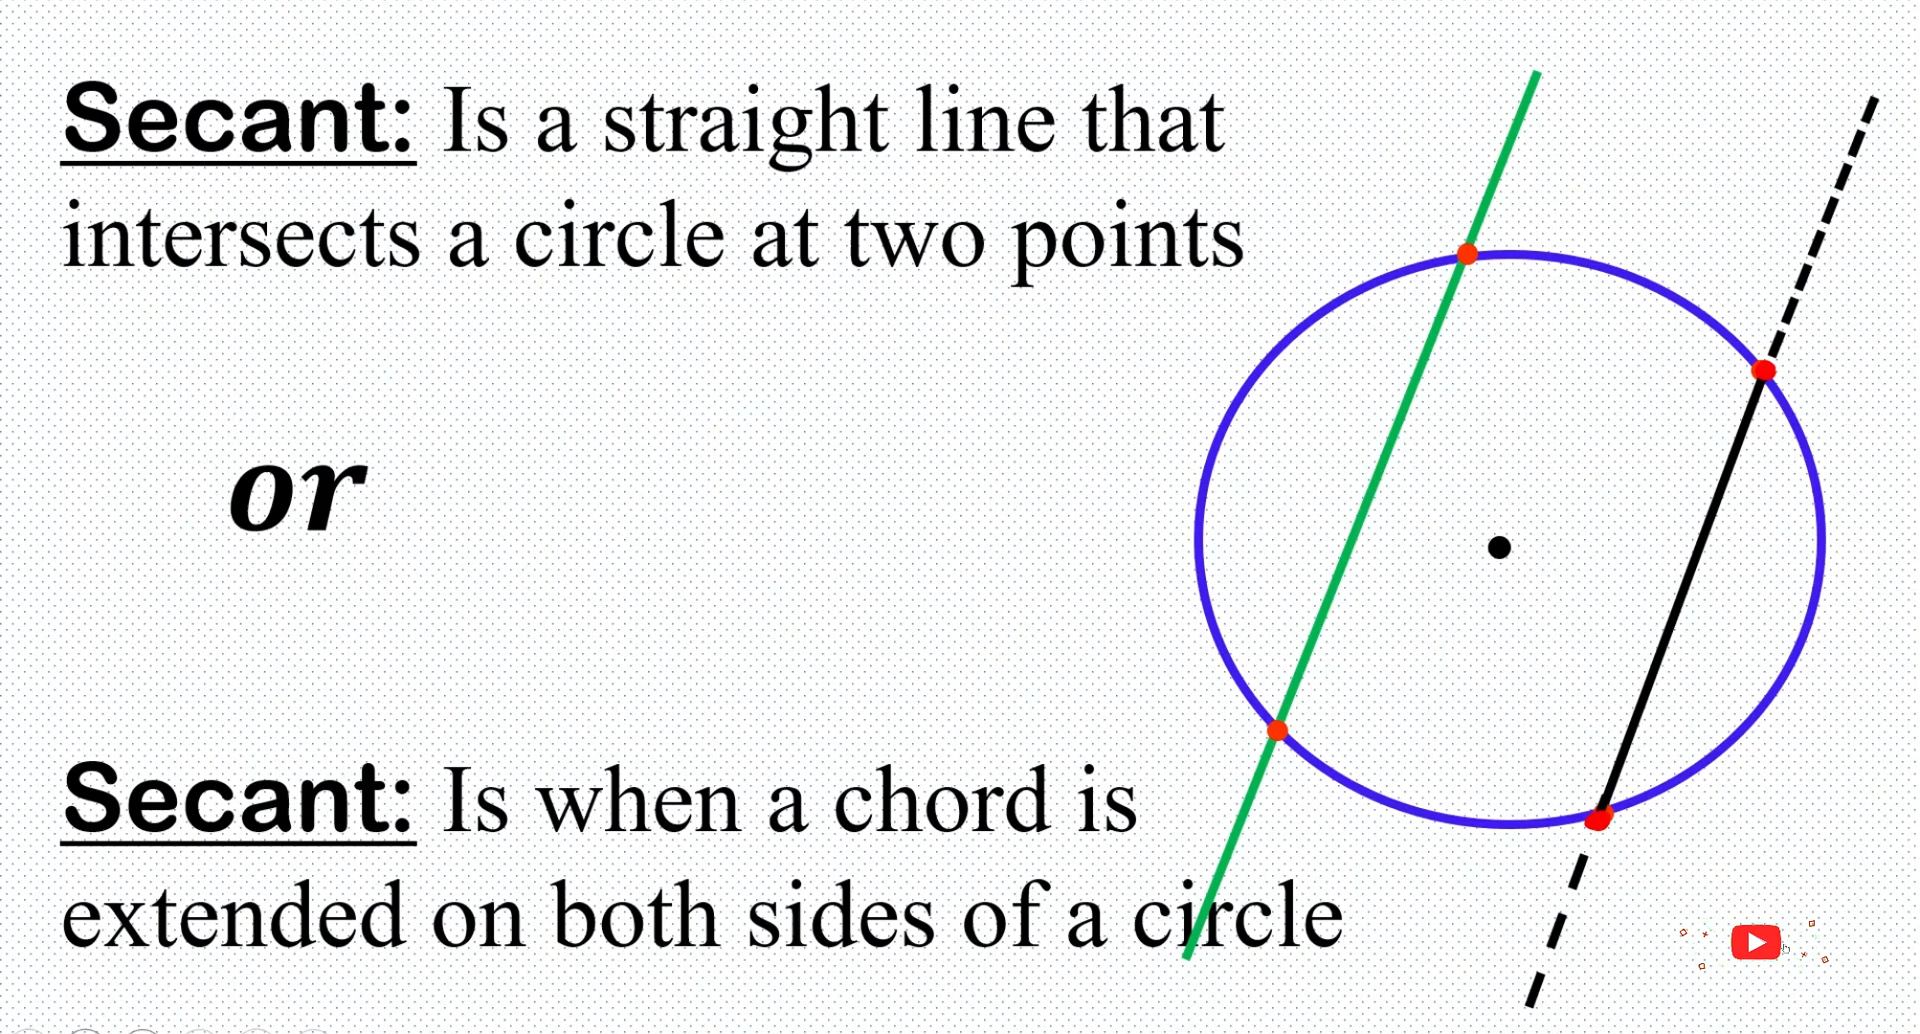 Secant: Is a straight line that
intersects a circle at two points
or
Secant: Is when a chord is
extended on both sides of a circle